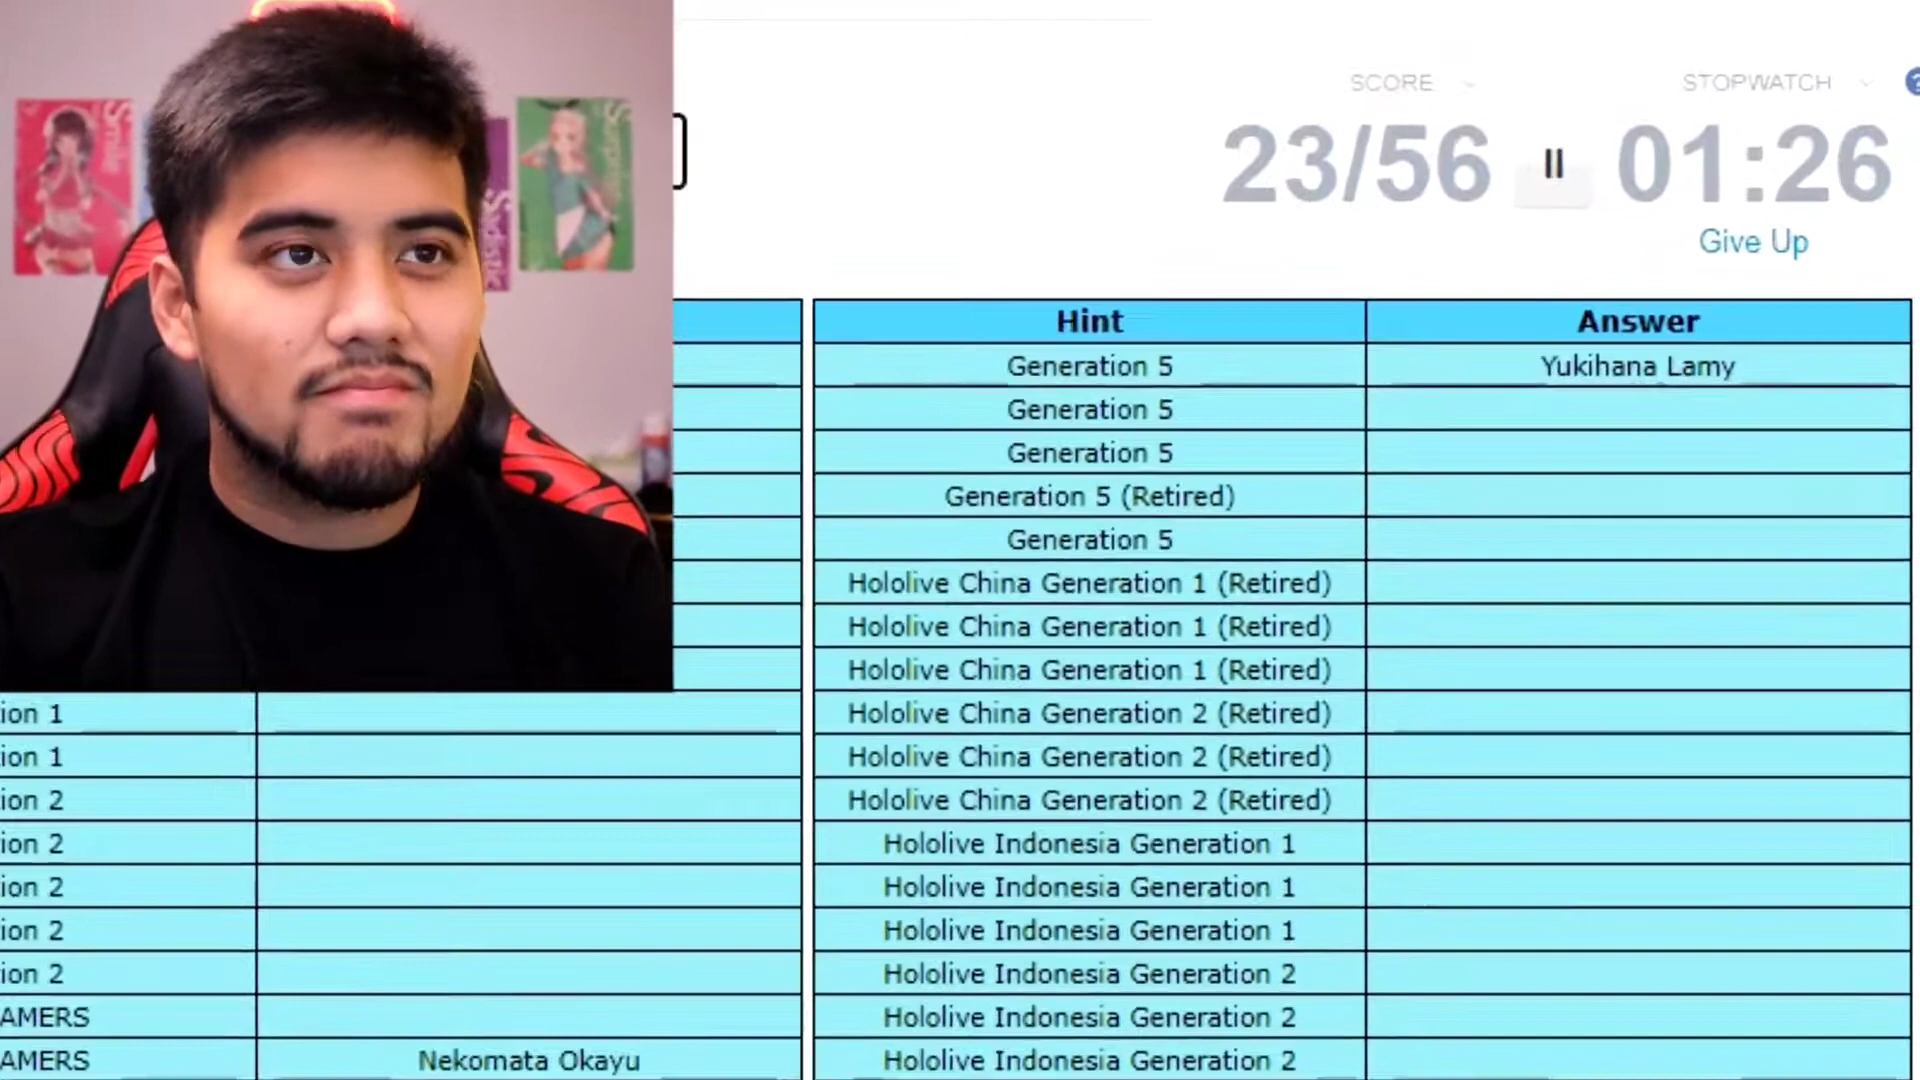 SCORE
STOPWATCH
?
23/56
01:26
Give Up
Smile
Surprise
Sadistic
Hint Answer
Generation 5 Yukihana Lamy
Generation 5
Generation 5
Generation 5 (Retired)
Generation 5
Hololive China Generation 1 (Retired)
Hololive China Generation 1 (Retired)
Hololive China Generation 1 (Retired)
ion 1 Hololive China Generation 2 (Retired)
ion 1 Hololive China Generation 2 (Retired)
ion 2 Hololive China Generation 2 (Retired)
ion 2 Hololive Indonesia Generation 1
ion 2 Hololive Indonesia Generation 1
ion 2 Hololive Indonesia Generation 1
ion 2 Hololive Indonesia Generation 2
AMERS Hololive Indonesia Generation 2
AMERS Nekomata Okayu Hololive Indonesia Generation 2